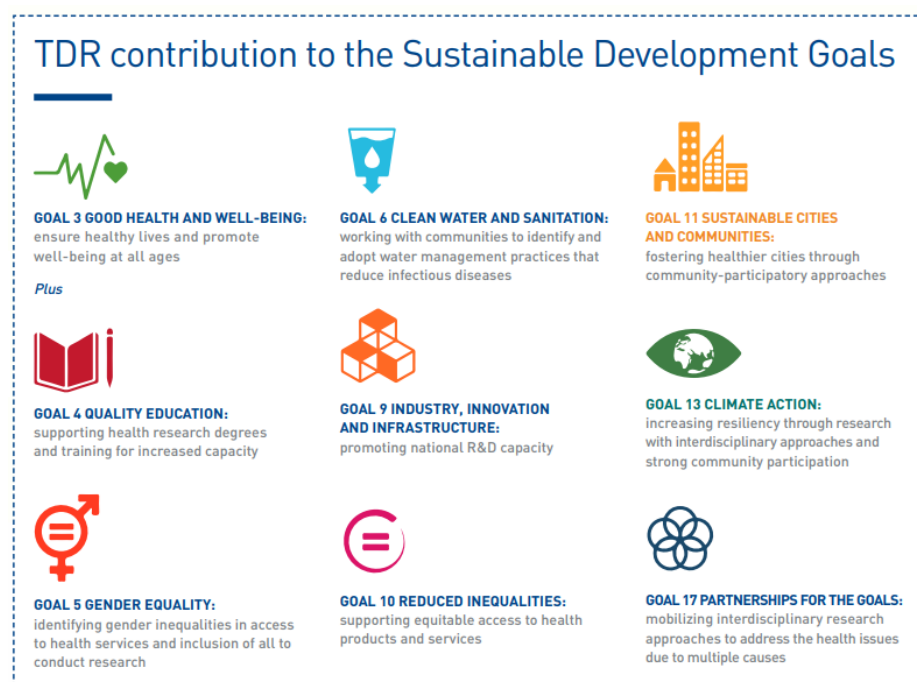 TDR contribution to the Sustainable Development Goals
GOAL 3 GOOD HEALTH AND WELL-BEING:
ensure healthy lives and promote
well-being at all ages
Plus
GOAL 4 QUALITY EDUCATION:
supporting health research degrees
and training for increased capacity
GOAL 5 GENDER EQUALITY:
identifying gender inequalities in access
to health services and inclusion of all to
conduct research
GOAL 6 CLEAN WATER AND SANITATION:
working with communities to identify and
adopt water management practices that
reduce infectious diseases
GOAL 9 INDUSTRY, INNOVATION
AND INFRASTRUCTURE:
promoting national R&D capacity
GOAL 10 REDUCED INEQUALITIES:
supporting equitable access to health
products and services
GOAL 11 SUSTAINABLE CITIES
AND COMMUNITIES:
fostering healthier cities through
community-participatory approaches
GOAL 13 CLIMATE ACTION:
increasing resiliency through research
with interdisciplinary approaches and
strong community participation
GOAL 17 PARTNERSHIPS FOR THE GOALS:
mobilizing interdisciplinary research
approaches to address the health issues
due to multiple causes